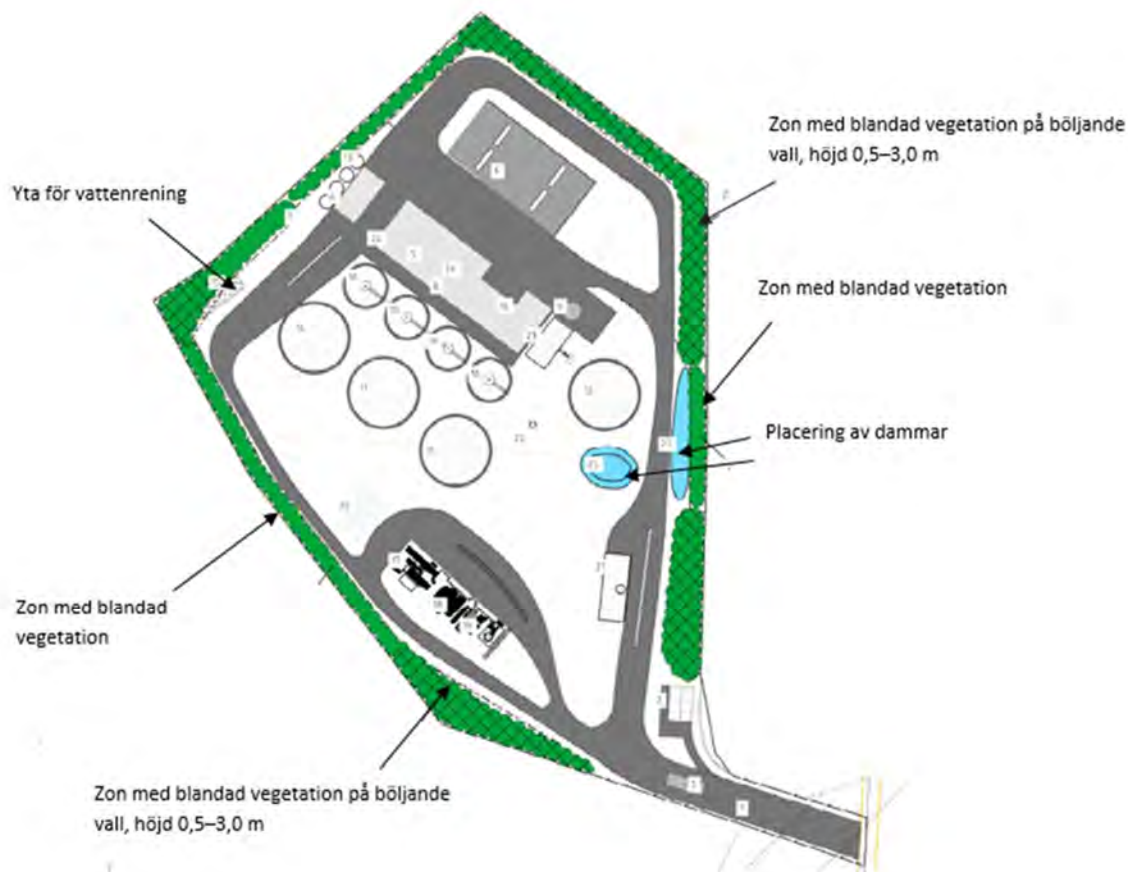 Zon med blandad vegetation på böljande
vall, höjd 0,5–3,0 m
Yta för vattenrening
Zon med blandad vegetation
Placering av dammar
Zon med blandad
vegetation
Zon med blandad vegetation på böljande
vall, höjd 0,5–3,0 m